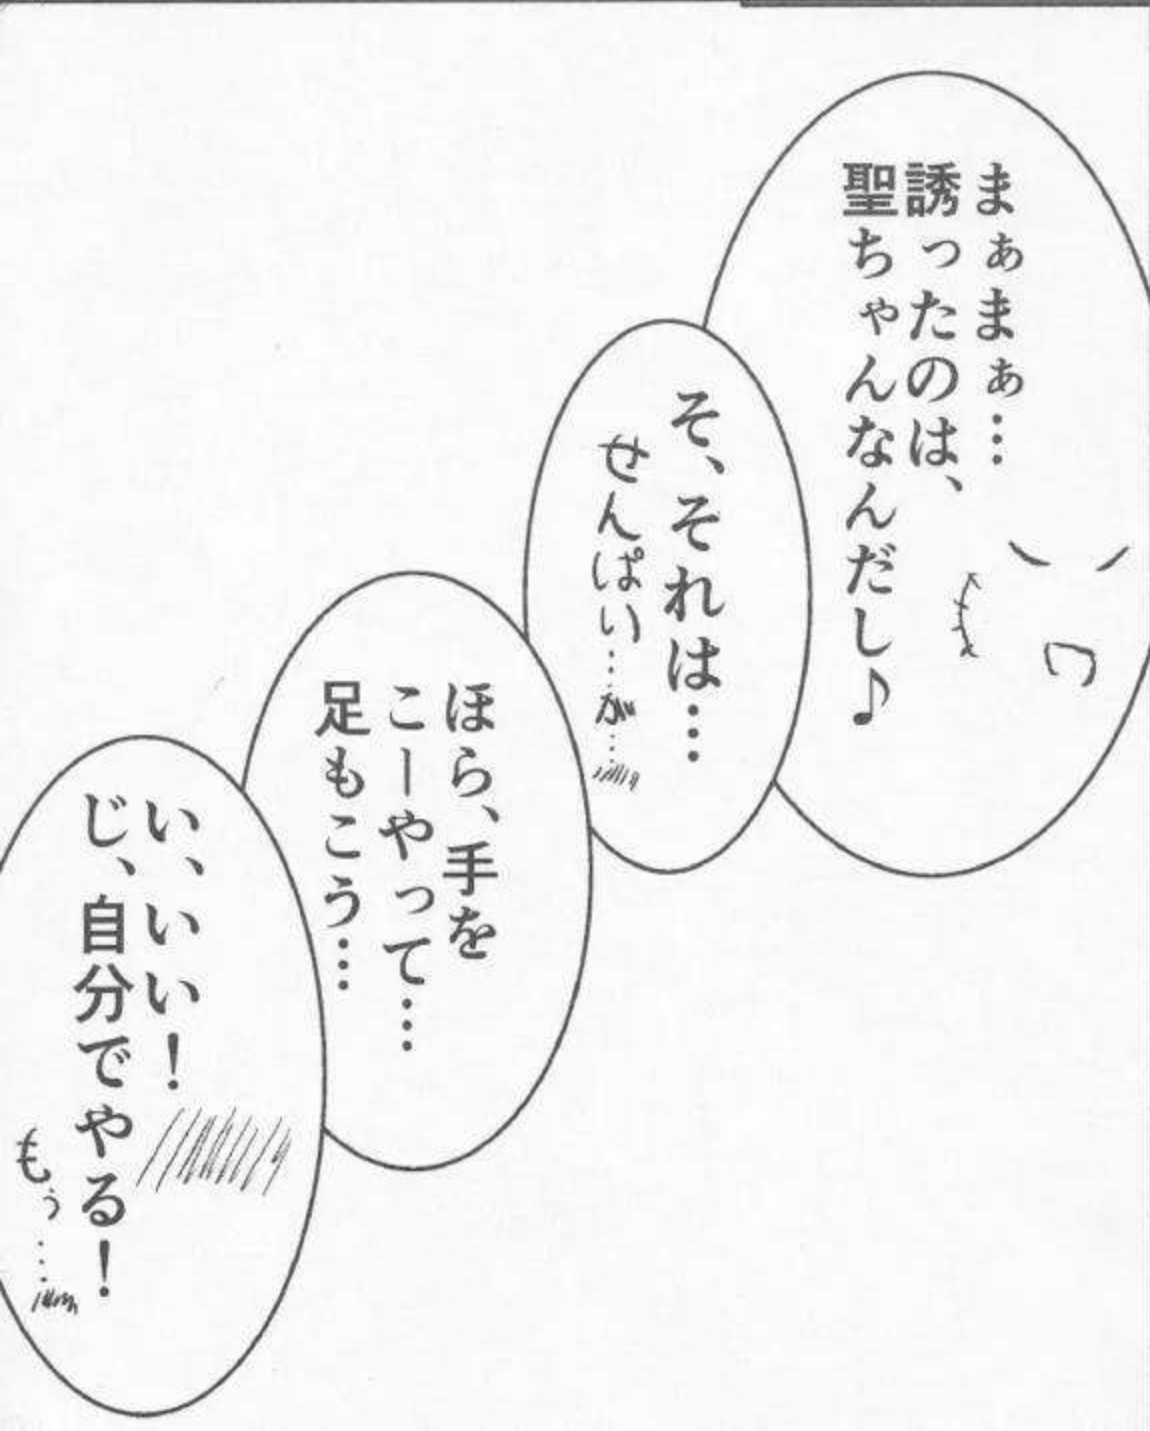 まぁまぁ…
誘ったのは、
聖ちゃんなんだし♪
そ、それは…
せんぱい……が……
ほら、手を
こーやって…
足もこう…
い、いい！
じ、自分でやる！
もぅ……